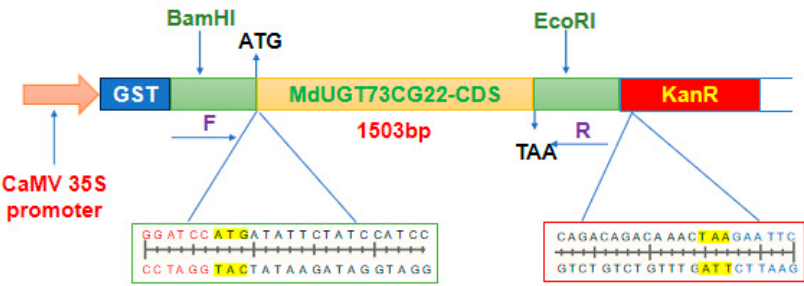 BamHI
EcoRI
ATG
GST
MdUGT73CG22-CDS
KanR
F
1503bp
R
TAA
CaMV 35S
promoter
GGATCCATGATATTCTATCCATCC
CCTAGGTACTATAAGATAGGTAGG
CAGACAGACAAACTAAGAATTC
GTCTGTCTGTTTGATTCTTAAG